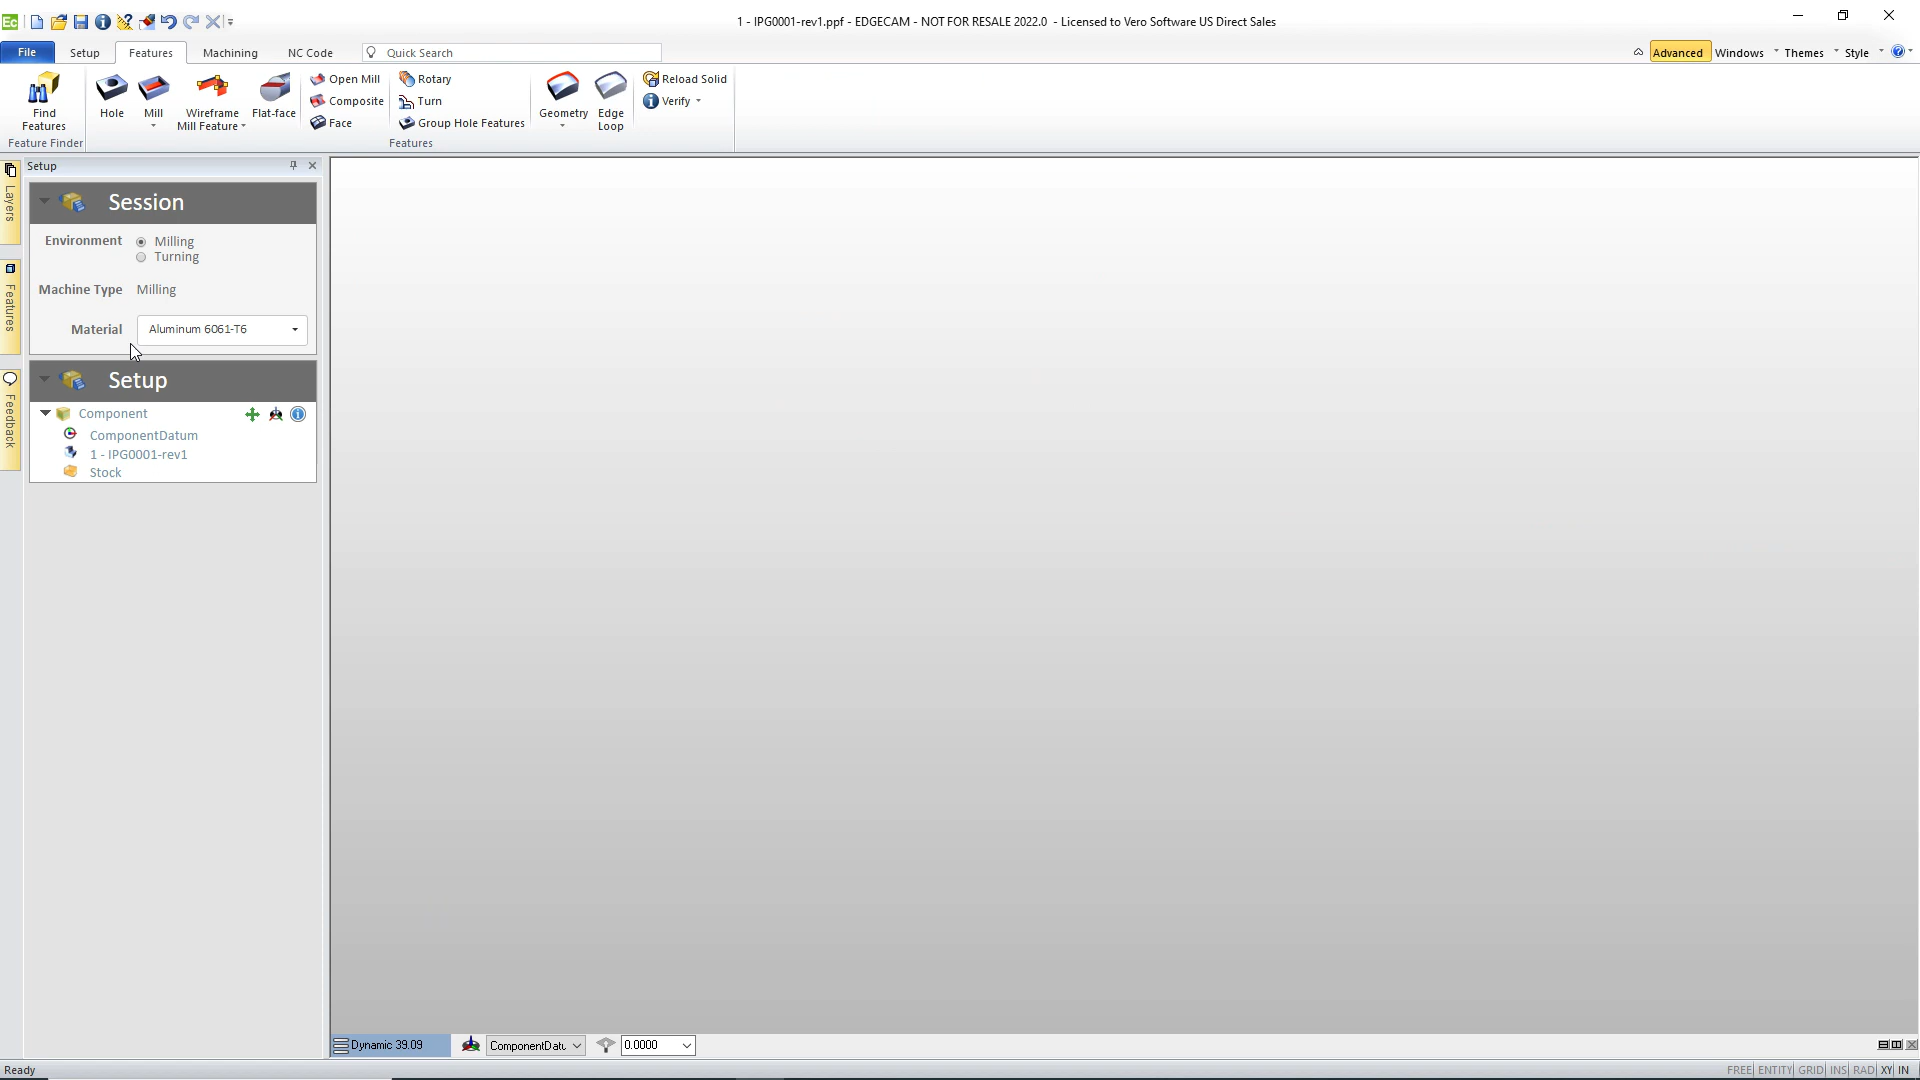 Ec
1 - IPG0001-rev1.ppf - EDGECAM - NOT FOR RESALE 2022.0 - Licensed to Vero Software US Direct Sales
File Setup Features Machining NC Code Quick Search Advanced Windows Themes Style
Find Features
Hole
Mill
Wireframe Mill Feature
Flat-face
Open Mill
Composite
Face
Rotary
Turn
Group Hole Features
Geometry
Edge Loop
Reload Solid
Verify
Feature Finder
Features
Layers
Features
Feedback
Setup
Session
Environment Milling
Turning
Machine Type Milling
Material Aluminum 6061-T6
Setup
Component
ComponentDatum
1 - IPG0001-rev1
Stock
Dynamic 39.09 ComponentDatu 0.0000
Ready
FREE ENTITY GRID INS RAD XY IN